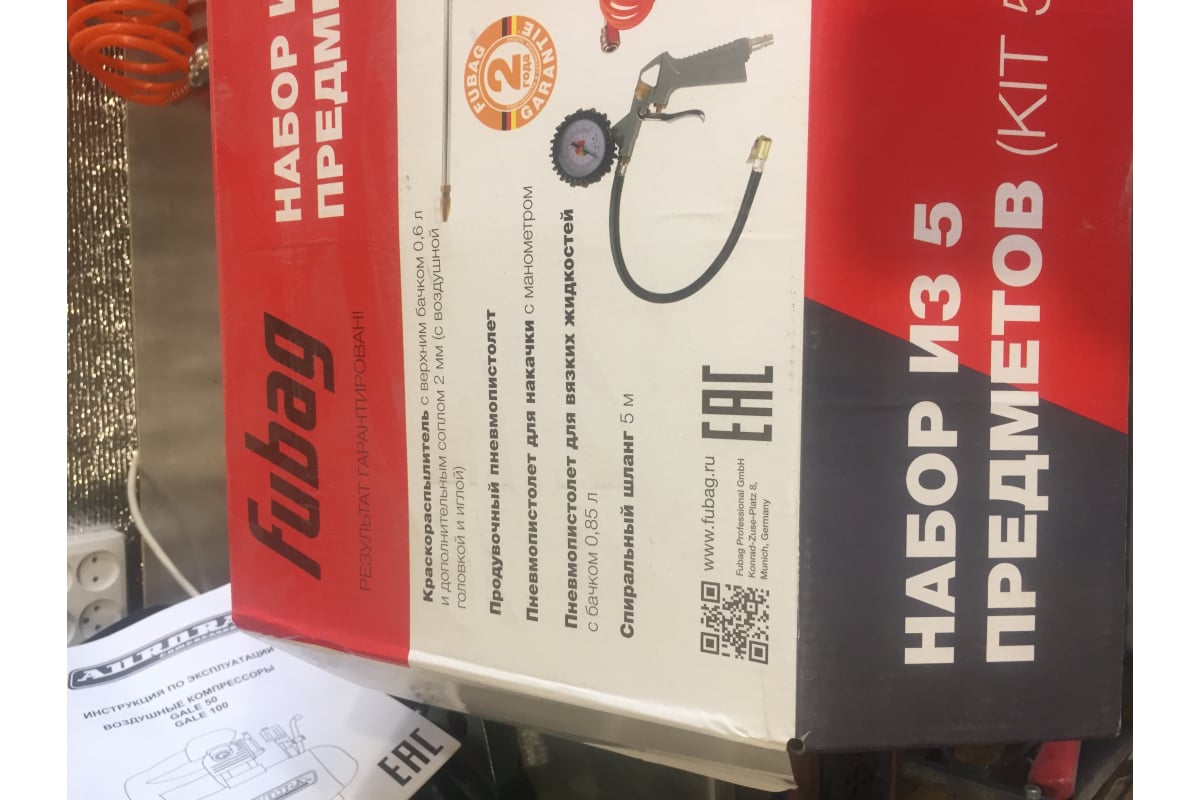 НАБОР И
ПРЕДМЕ
Fubag
РЕЗУЛЬТАТ ГАРАНТИРОВАН!
FUBAG
2
года
GARANTIE
Краскораспылитель с верхним бачком 0,6 л
и дополнительным соплом 2 мм (с воздушной
головкой и иглой)
Продувочный пневмопистолет
Пневмопистолет для накачки с манометром
Пневмопистолет для вязких жидкостей
с бачком 0,85 л
Спиральный шланг 5 м
www.fubag.ru
Fubag Professional GmbH
Konrad-Zuse-Platz 8,
Munich, Germany
EAC
НАБОР ИЗ 5
ПРЕДМЕТОВ (KIT 5
AURORA
ИНСТРУКЦИЯ ПО ЭКСПЛУАТАЦИИ
ВОЗДУШНЫЕ КОМПРЕССОРЫ
GALE 50
GALE 100
EAC